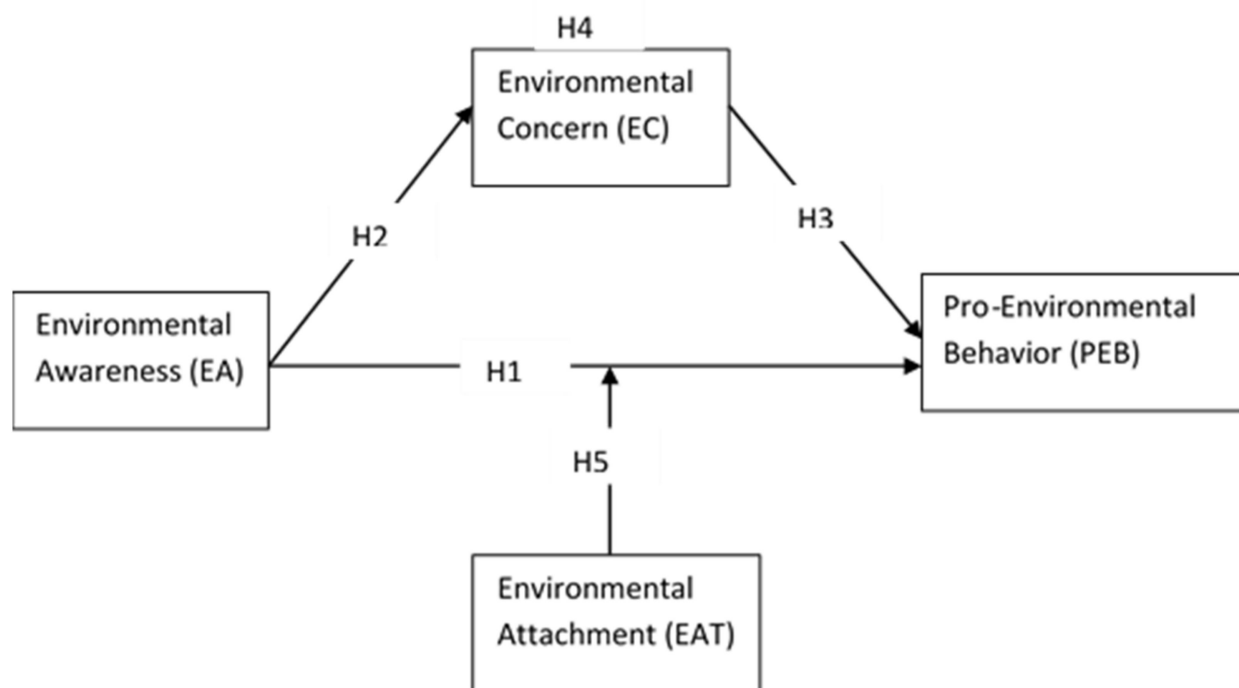 H4
Environmental
Concern (EC)
H2
H3
Environmental
Awareness (EA)
H1
Pro-Environmental
Behavior (PEB)
H5
Environmental
Attachment (EAT)